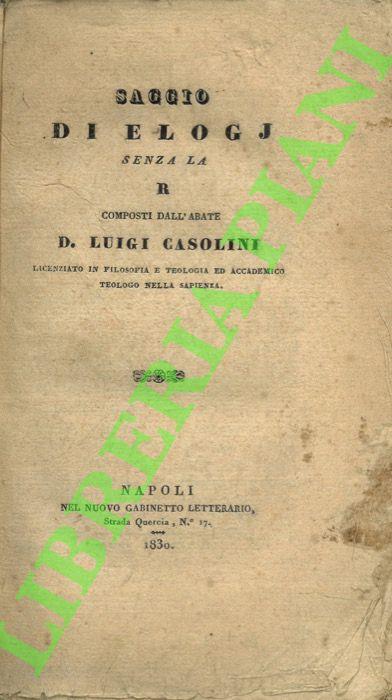 SAGGIO
DI ELOGJ
SENZA LA
R
COMPOSTI DALL'ABATE
D. LUIGI CASOLINI
LICENZIATO IN FILOSOFIA E TEOLOGIA ED ACCADEMICO
TEOLOGO NELLA SAPIENZA.
NAPOLI
NEL NUOVO GABINETTO LETTERARIO,
Strada Quercia, N.º 17.
1830.
LIBRERIA PIANI